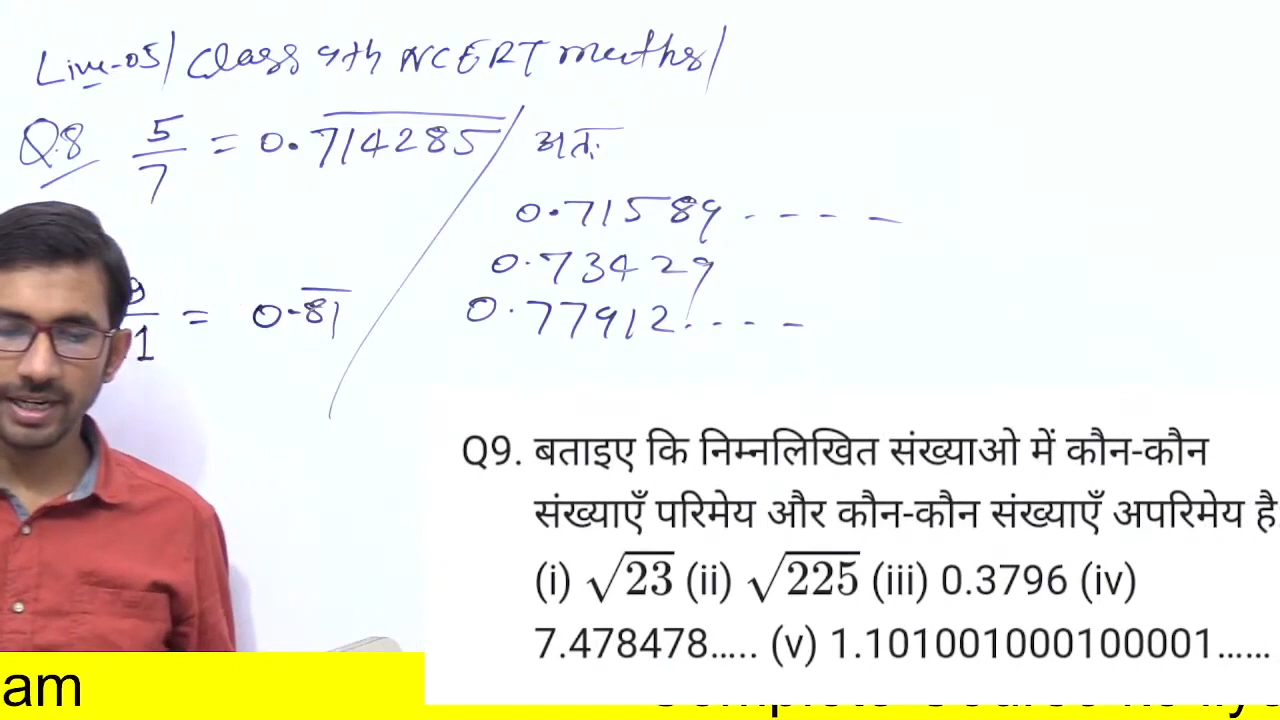 Live-05/ Class 9th NCERT maths/
Q.8 5/7 = 0.714285 / अतः
0.71589 - - - -
0.73429
9/11 = 0.81
0.77912. - - -
Q9. बताइए कि निम्नलिखित संख्याओ में कौन-कौन
संख्याएँ परिमेय और कौन-कौन संख्याएँ अपरिमेय है
(i) √23 (ii) √225 (iii) 0.3796 (iv)
7.478478..... (v) 1.101001000100001......
am